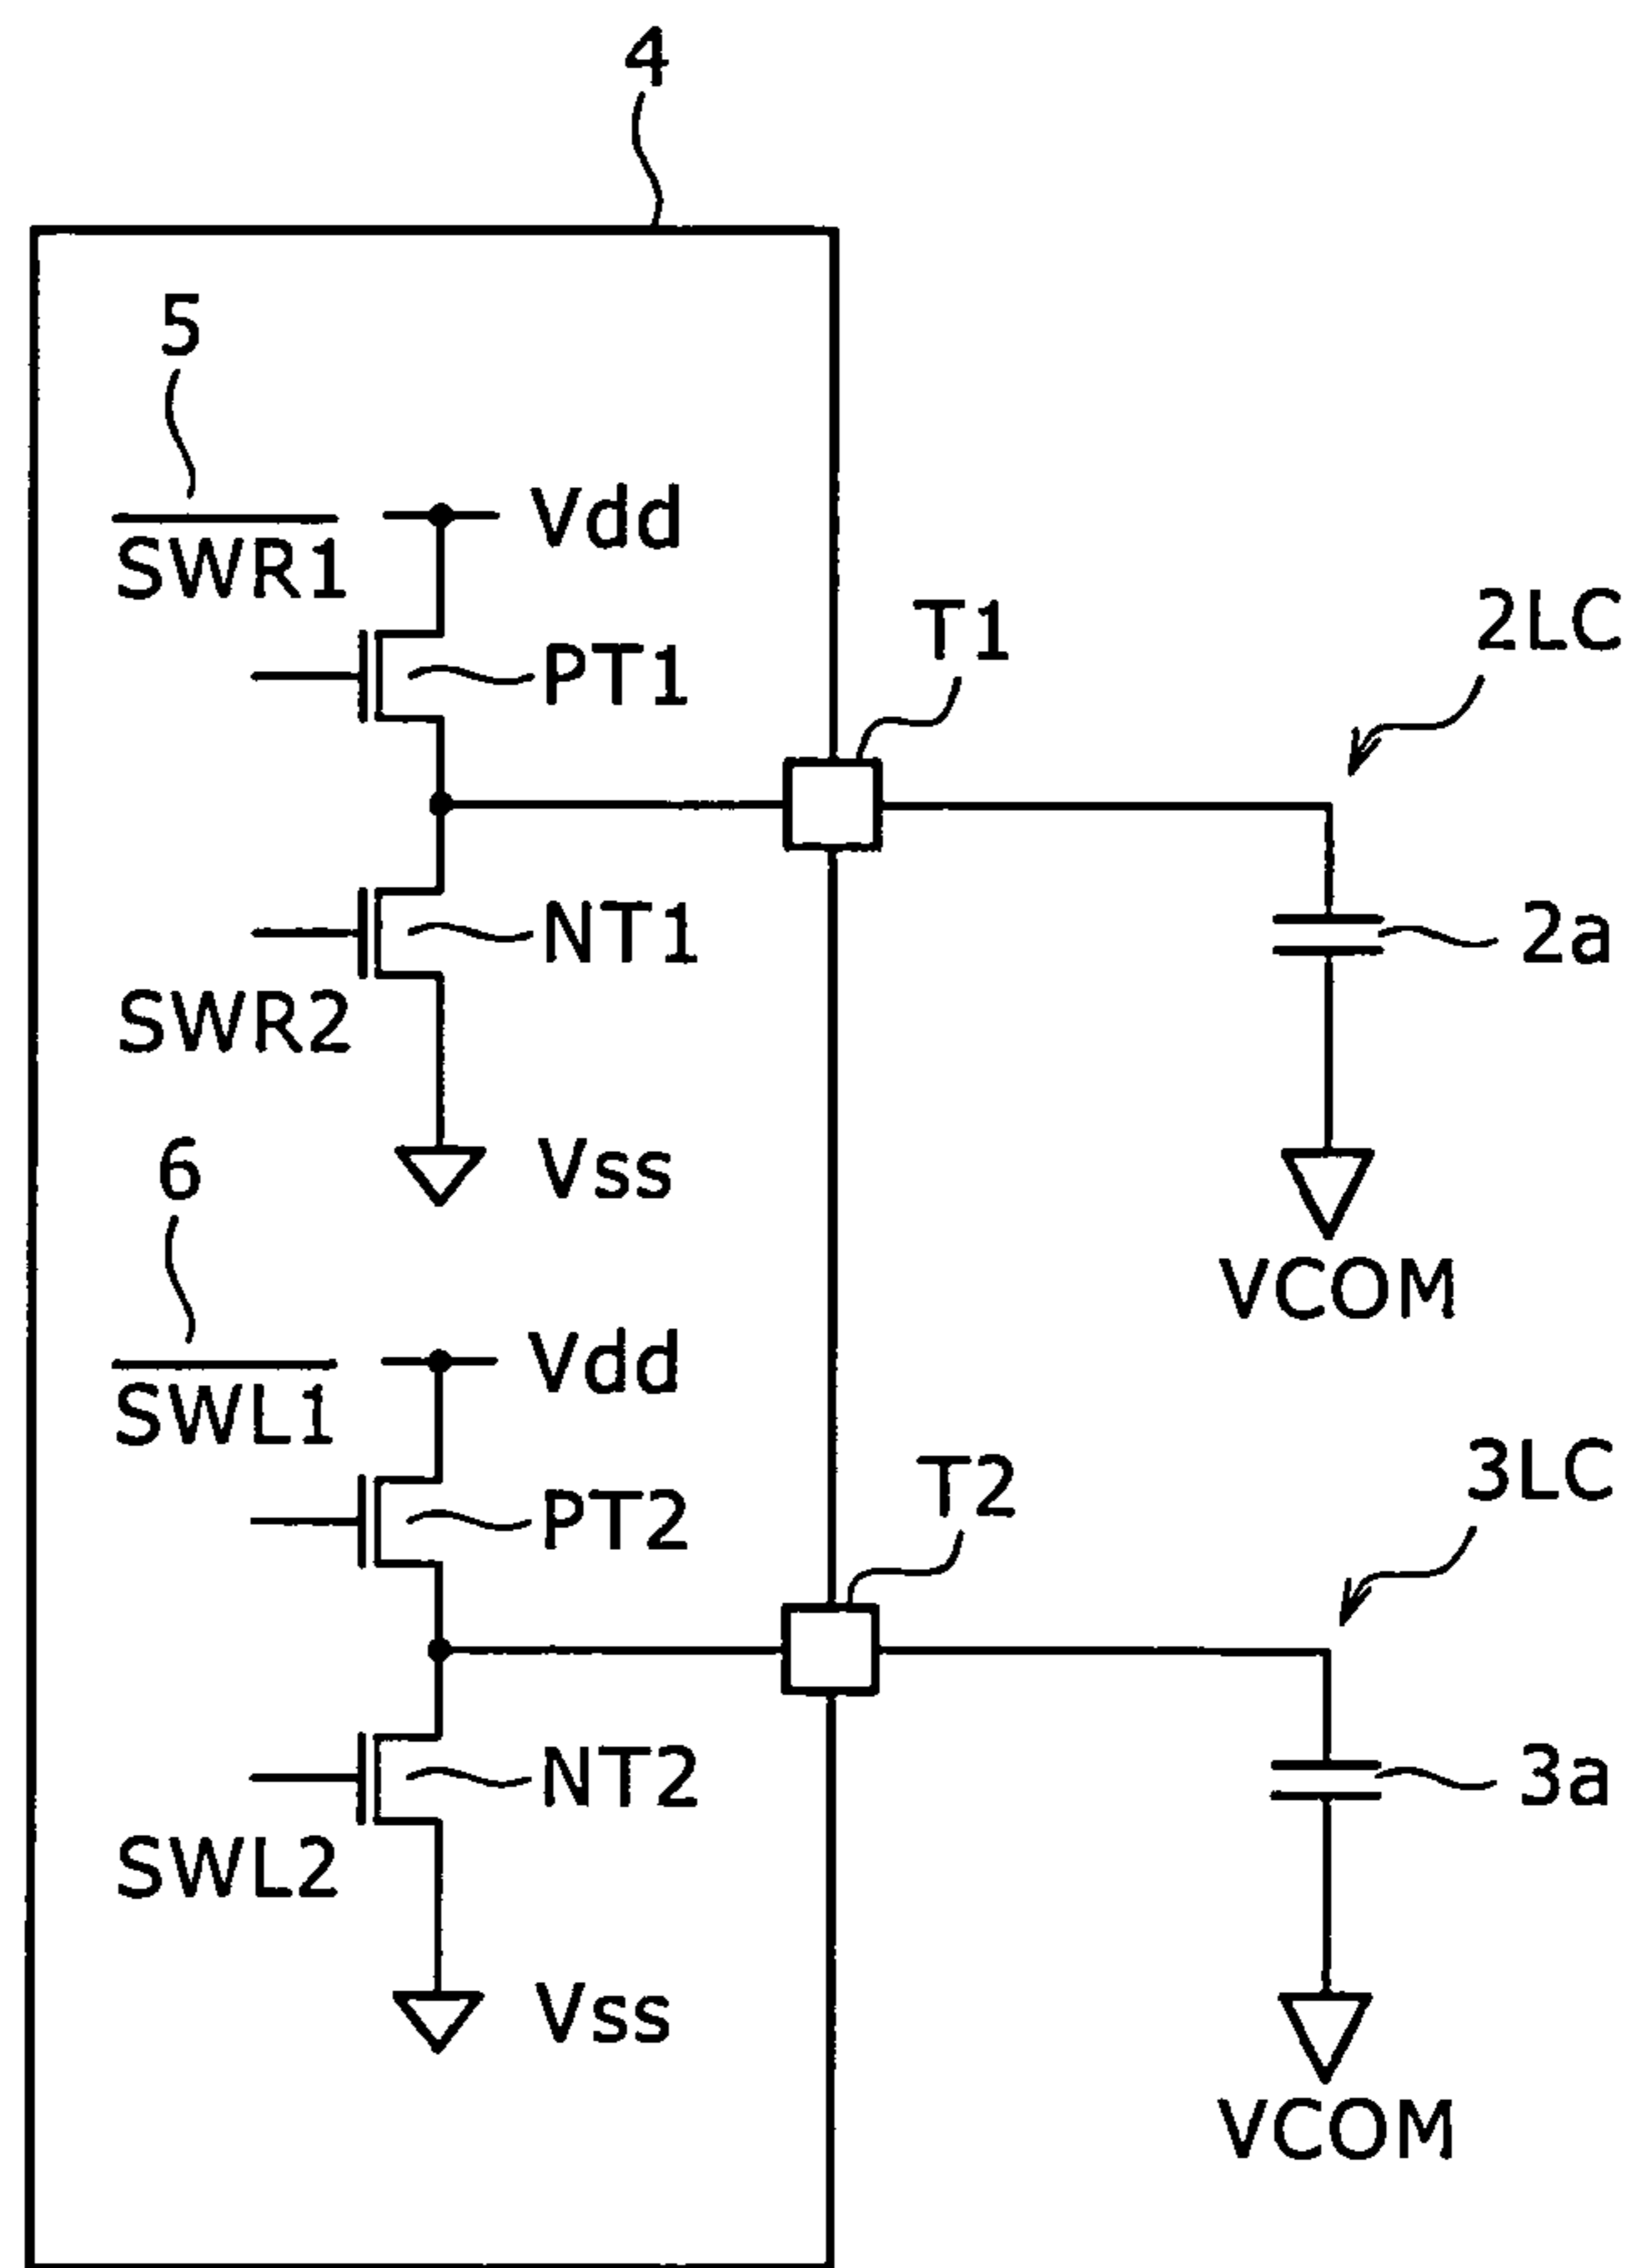 4
5
Vdd
SWR1
T1
2LC
PT1
NT1
2a
SWR2
6
Vss
VCOM
Vdd
SWL1
T2
3LC
PT2
NT2
3a
SWL2
Vss
VCOM